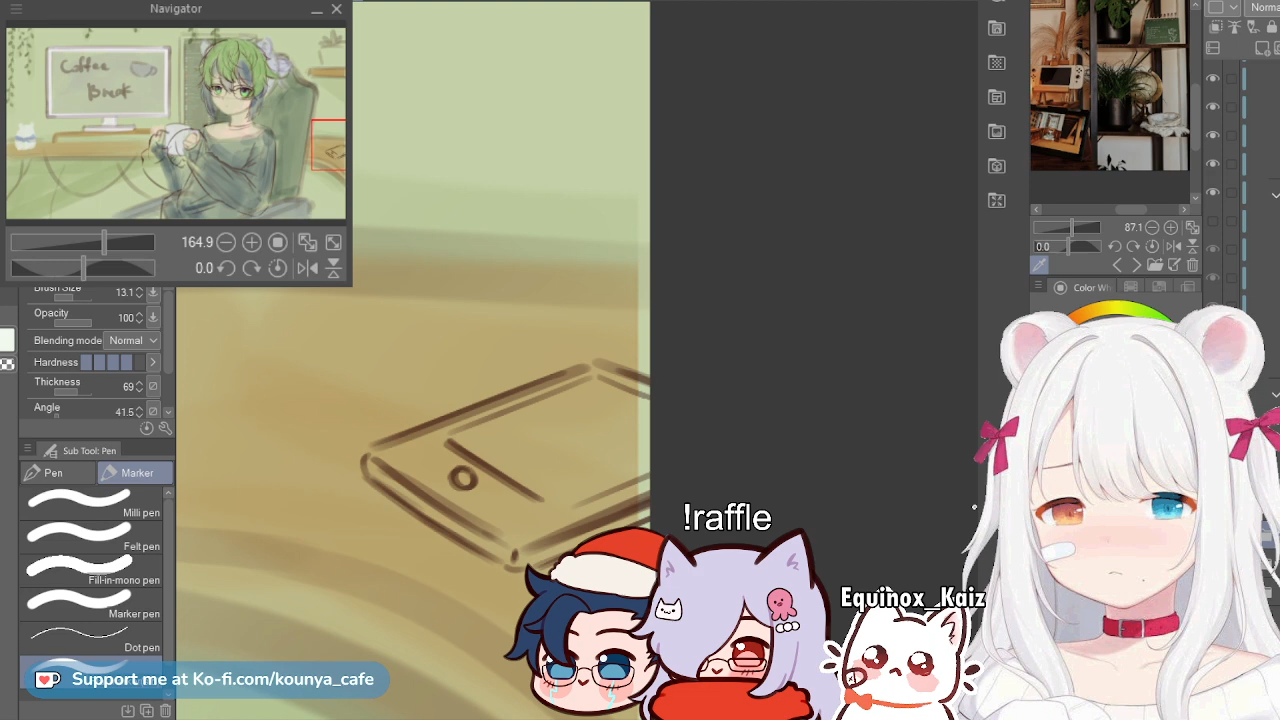 Navigator
Coffee
Break
164.9
0.0
Brush Size
13.1
Opacity
100
Blending mode
Normal
Hardness
Thickness
69
Angle
41.5
Sub Tool: Pen
Pen
Marker
Milli pen
Felt pen
Fill-in-mono pen
Marker pen
Dot pen
Support me at Ko-fi.com/kounya_cafe
!raffle
Equinox_Kaiz
Norma
87.1
0.0
Color Wh